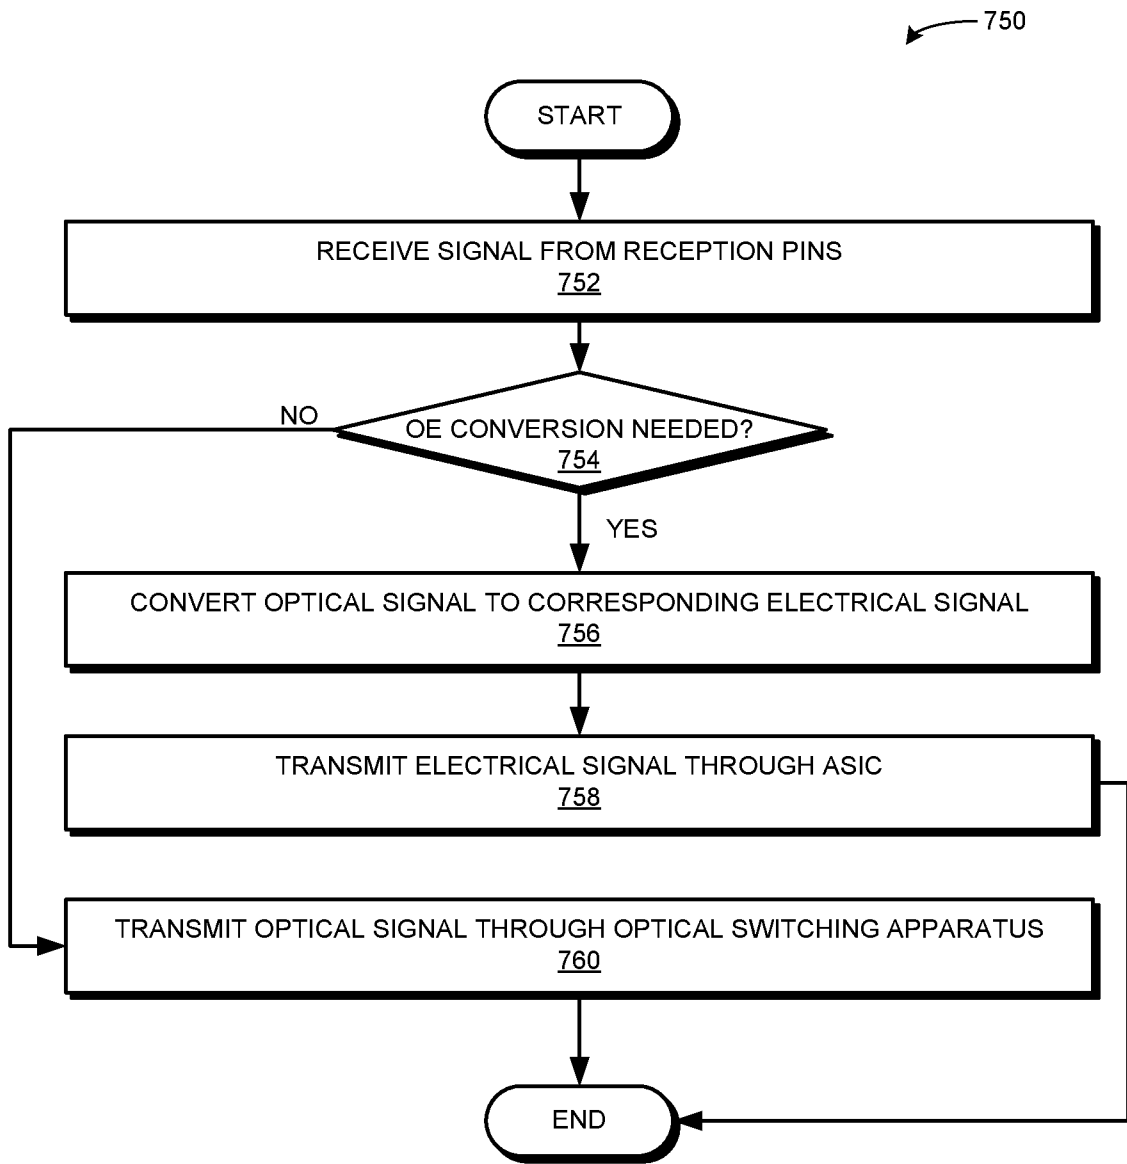 750
START
RECEIVE SIGNAL FROM RECEPTION PINS
752
NO
OE CONVERSION NEEDED?
754
YES
CONVERT OPTICAL SIGNAL TO CORRESPONDING ELECTRICAL SIGNAL
756
TRANSMIT ELECTRICAL SIGNAL THROUGH ASIC
758
TRANSMIT OPTICAL SIGNAL THROUGH OPTICAL SWITCHING APPARATUS
760
END